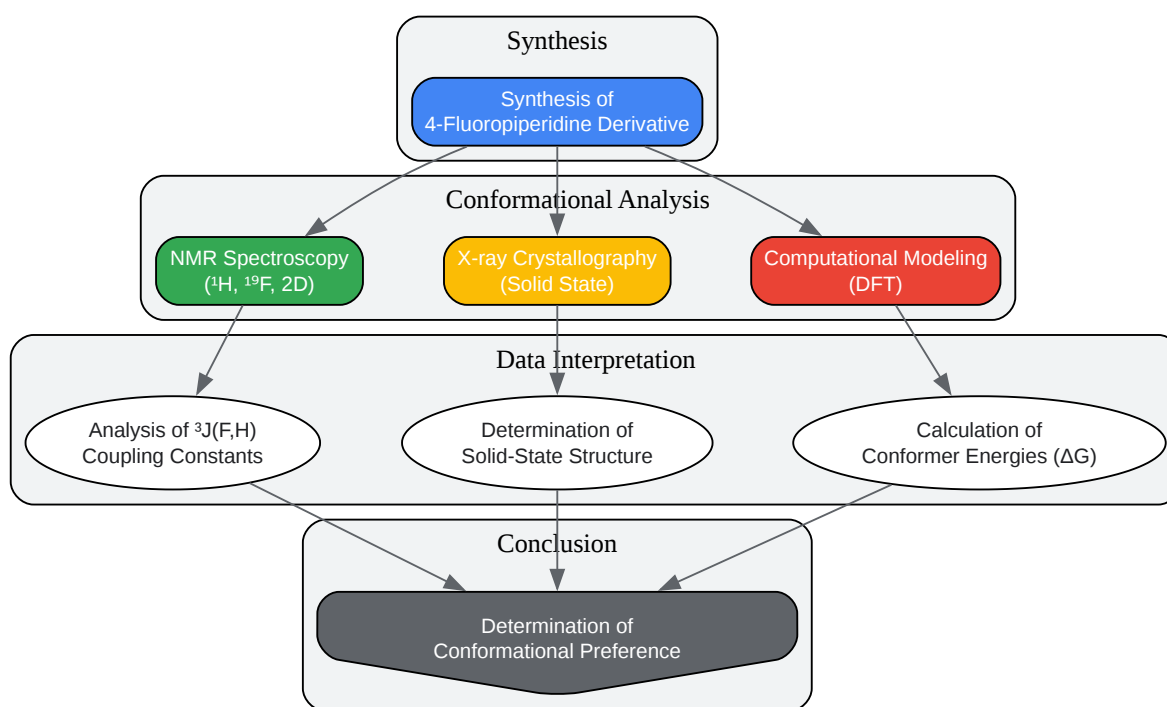 Synthesis
Synthesis of
4-Fluoropiperidine Derivative
Conformational Analysis
NMR Spectroscopy
(¹H, ¹⁹F, 2D)
X-ray Crystallography
(Solid State)
Computational Modeling
(DFT)
Data Interpretation
Analysis of ³J(F,H)
Coupling Constants
Determination of
Solid-State Structure
Calculation of
Conformer Energies (ΔG)
Conclusion
Determination of
Conformational Preference